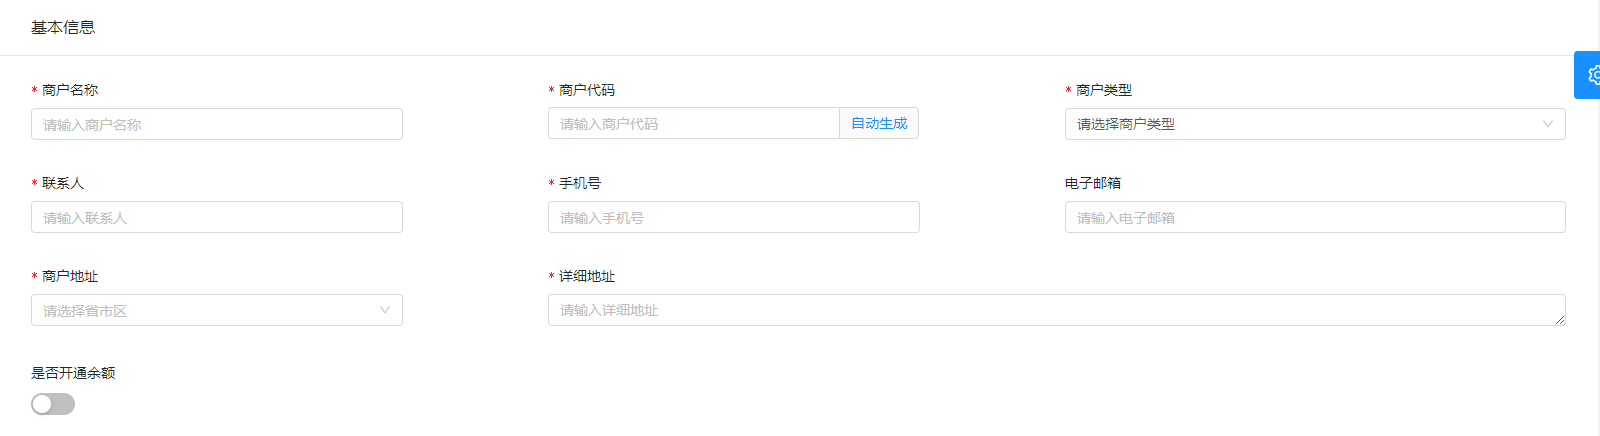 基本信息
* 商户名称
* 商户代码
* 商户类型
请输入商户名称
请输入商户代码
自动生成
请选择商户类型
* 联系人
* 手机号
电子邮箱
请输入联系人
请输入手机号
请输入电子邮箱
* 商户地址
* 详细地址
请选择省市区
请输入详细地址
是否开通余额